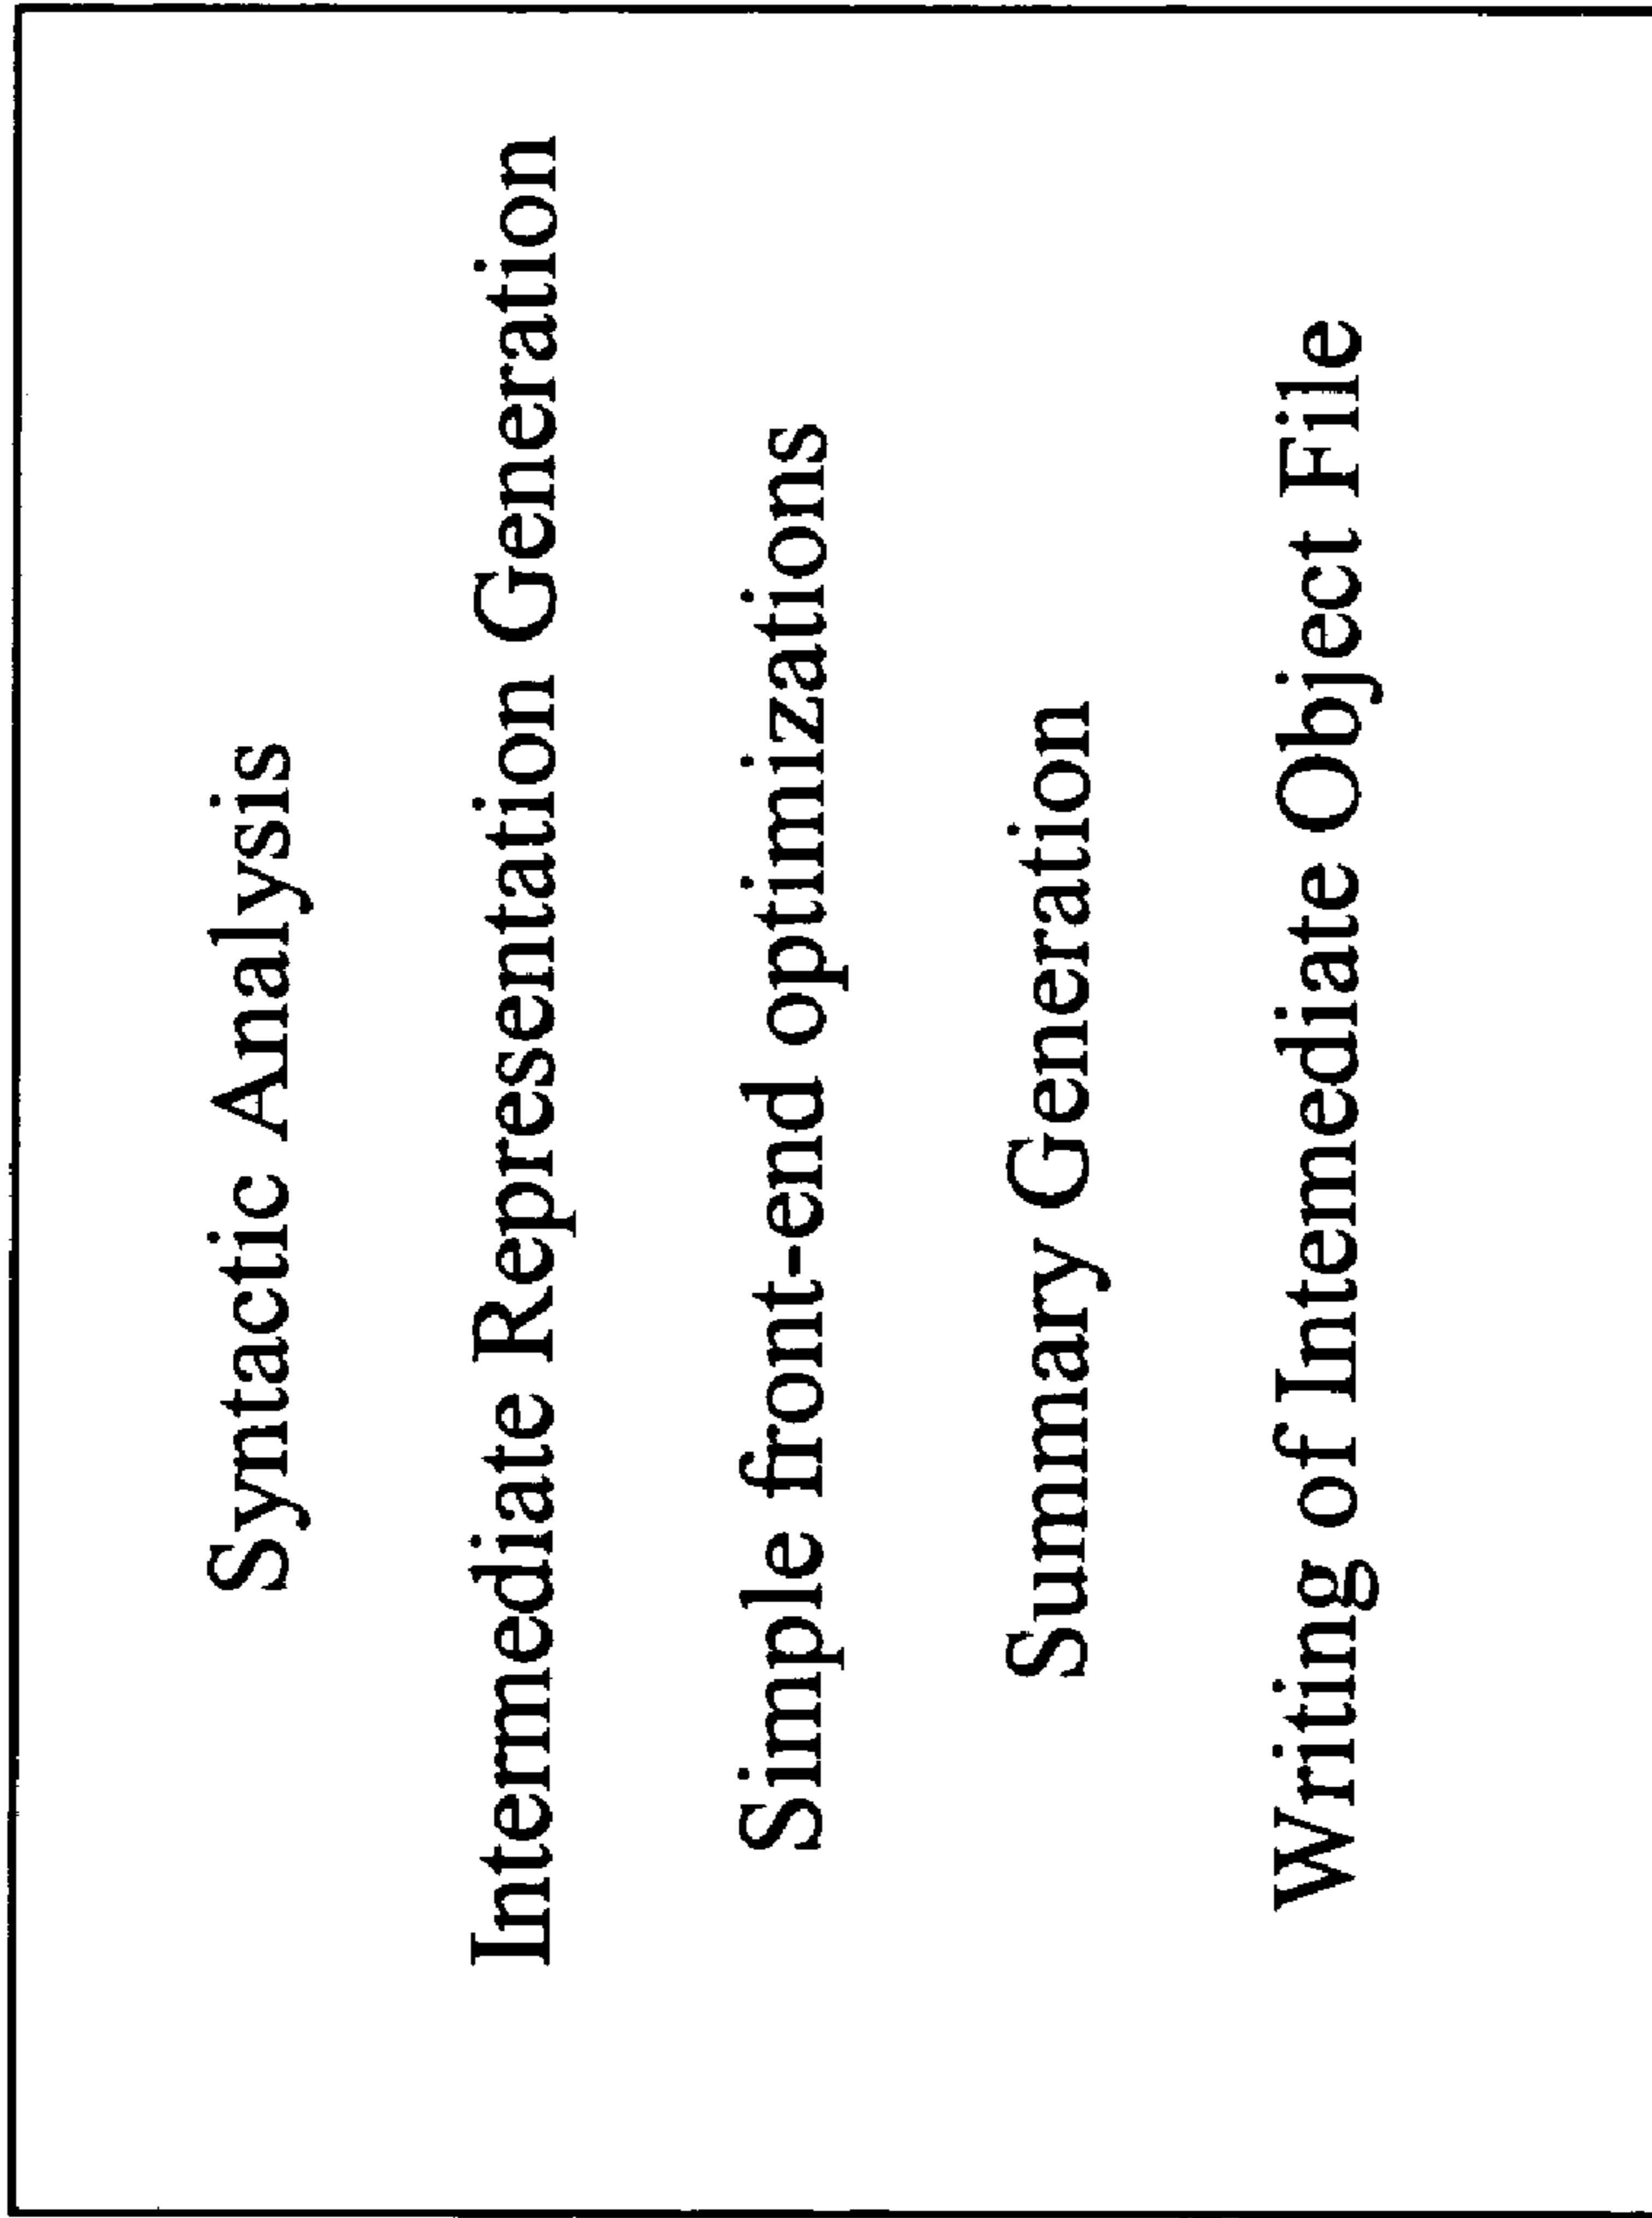 Syntactic Analysis
Intermediate Representation Generation
Simple front-end optimizations
Summary Generation
Writing of Intemediate Object File